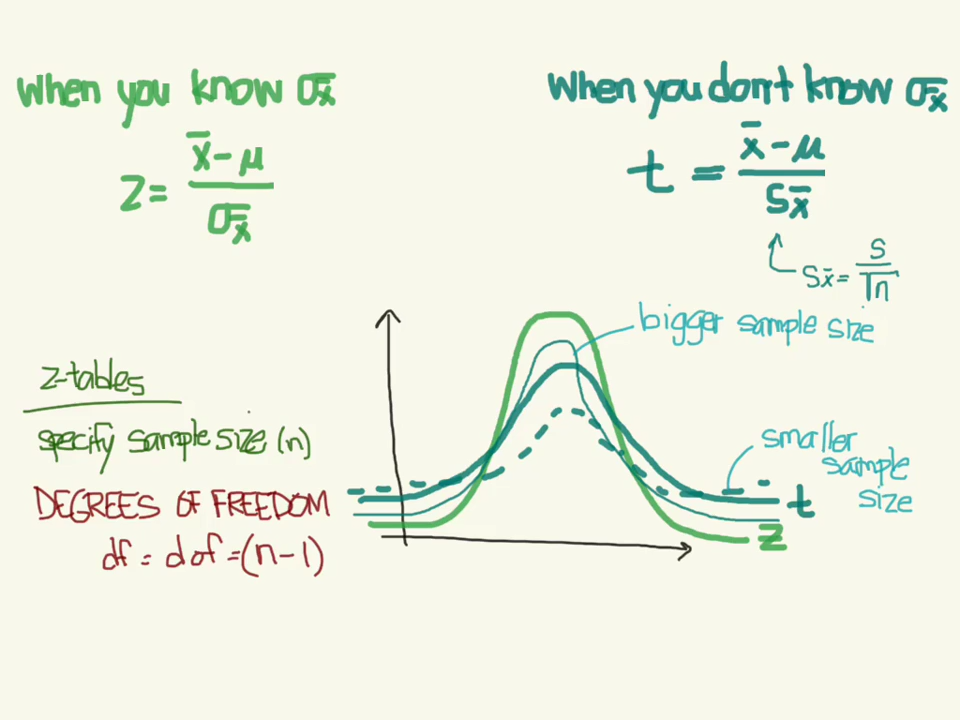 when you know σx̄
z = x̄ - μ / σx̄
when you don't know σx̄
t = x̄ - μ / Sx̄
Sx̄ = S / √n
bigger sample size
z-tables
specify sample size (n)
DEGREES OF FREEDOM
df = dof = (n-1)
smaller
sample
size
t
z